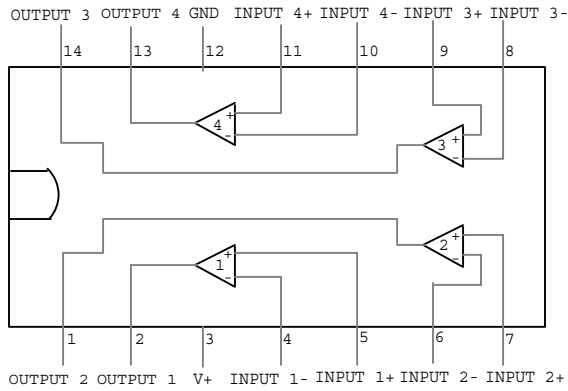 OUTPUT 3 OUTPUT 4 GND INPUT 4+ INPUT 4- INPUT 3+ INPUT 3-
14 13 12 11 10 9 8
4 + -
3 + -
2 + -
1 + -
1 2 3 4 5 6 7
OUTPUT 2 OUTPUT 1 V+ INPUT 1- INPUT 1+ INPUT 2- INPUT 2+